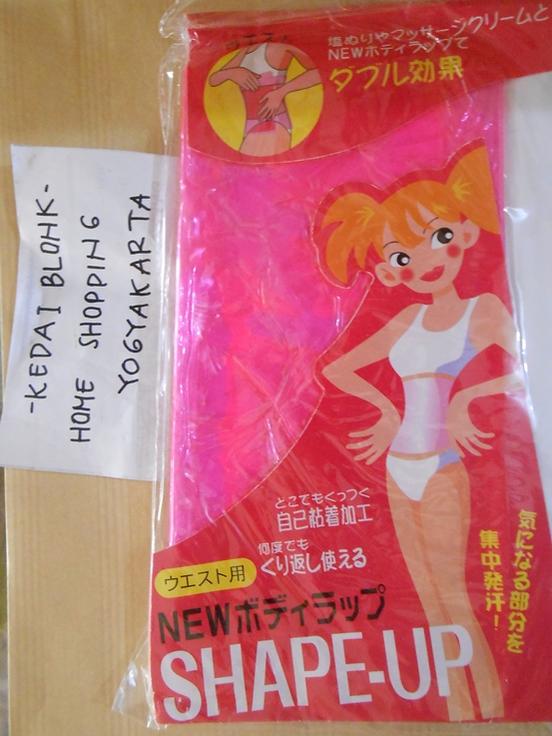 塩ぬりやマッサージクリームと
NEWボディラップで
ダブル効果
-KEDAI BLOHK-
HOME SHOPPING
YOGYAKARTA
どこでもくっつく
自己粘着加工
何度でも
くり返し使える
気になる部分を
集中発汗！
ウエスト用
NEWボディラップ
SHAPE-UP